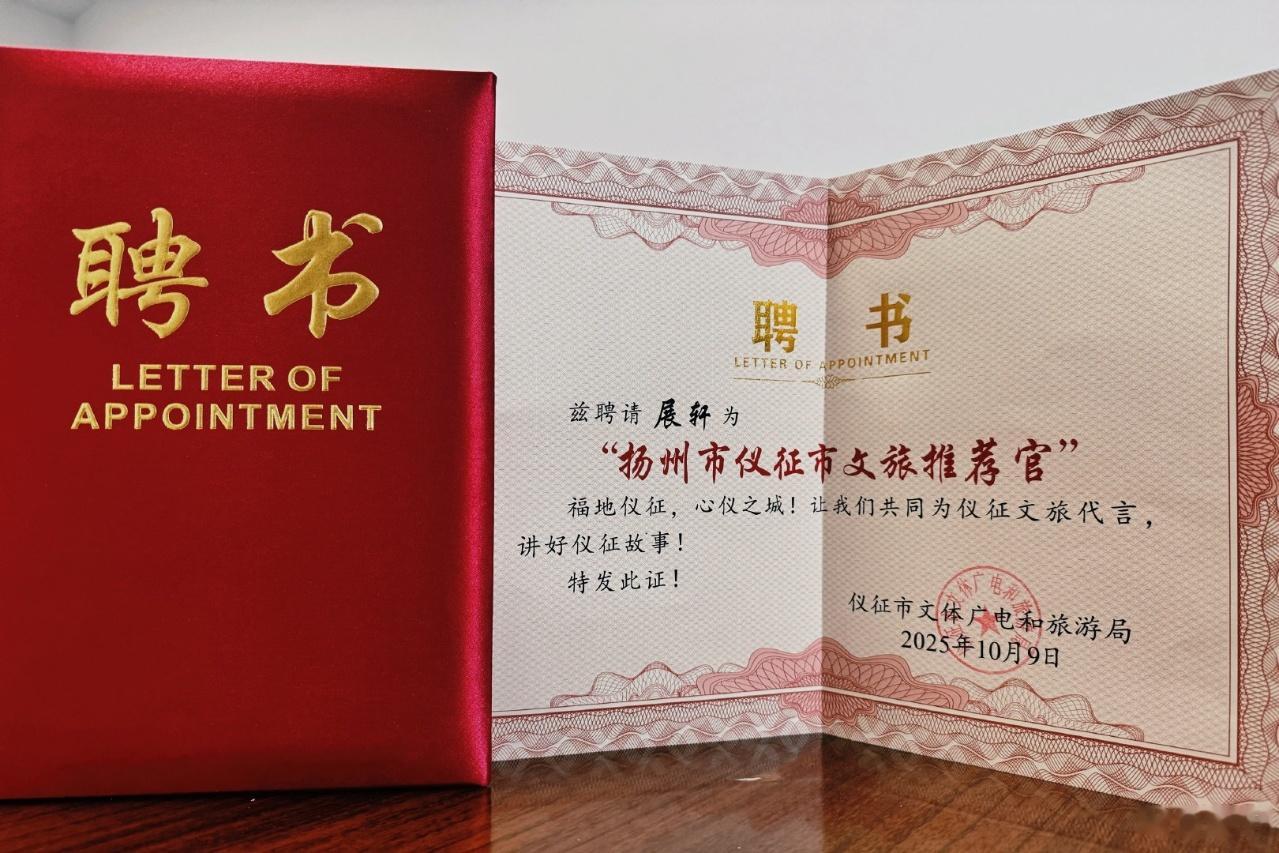 聘书
LETTER OF
APPOINTMENT
聘书
LETTER OF APPOINTMENT
兹聘请 展轩 为
“扬州市仪征市文旅推荐官”
福地仪征，心仪之城！让我们共同为仪征文旅代言，
讲好仪征故事！
特发此证！
仪征市文体广电和旅游局
2025年10月9日